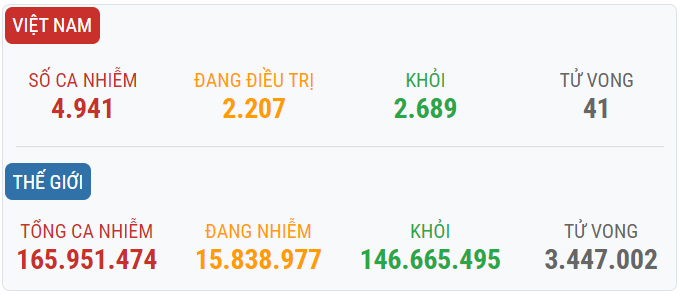 VIỆT NAM
SỐ CA NHIỄM ĐANG ĐIỀU TRỊ KHỎI TỬ VONG
4.941 2.207 2.689 41
THẾ GIỚI
TỔNG CA NHIỄM ĐANG NHIỄM KHỎI TỬ VONG
165.951.474 15.838.977 146.665.495 3.447.002